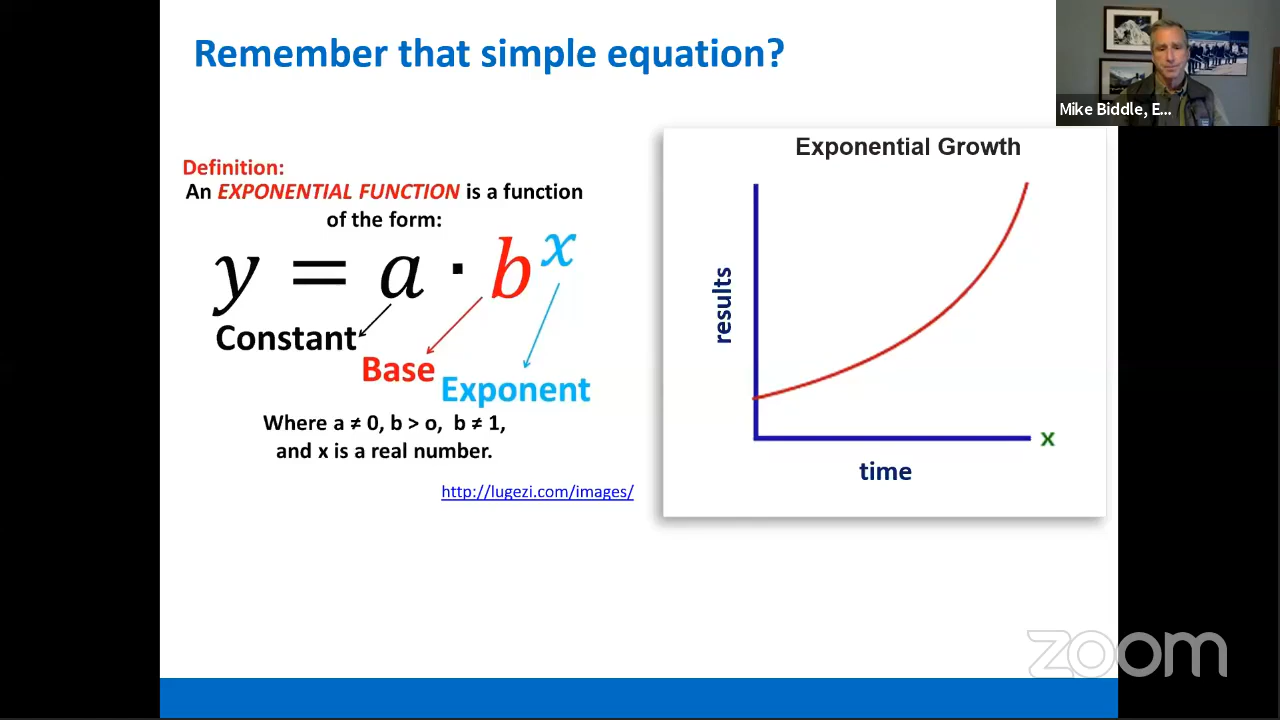 Remember that simple equation?
Mike Biddle, E...
Definition:
An EXPONENTIAL FUNCTION is a function
of the form:
y = a · b^x
Constant
Base
Exponent
Where a ≠ 0, b > o, b ≠ 1,
and x is a real number.
http://lugezi.com/images/
Exponential Growth
results
x
time
zoom